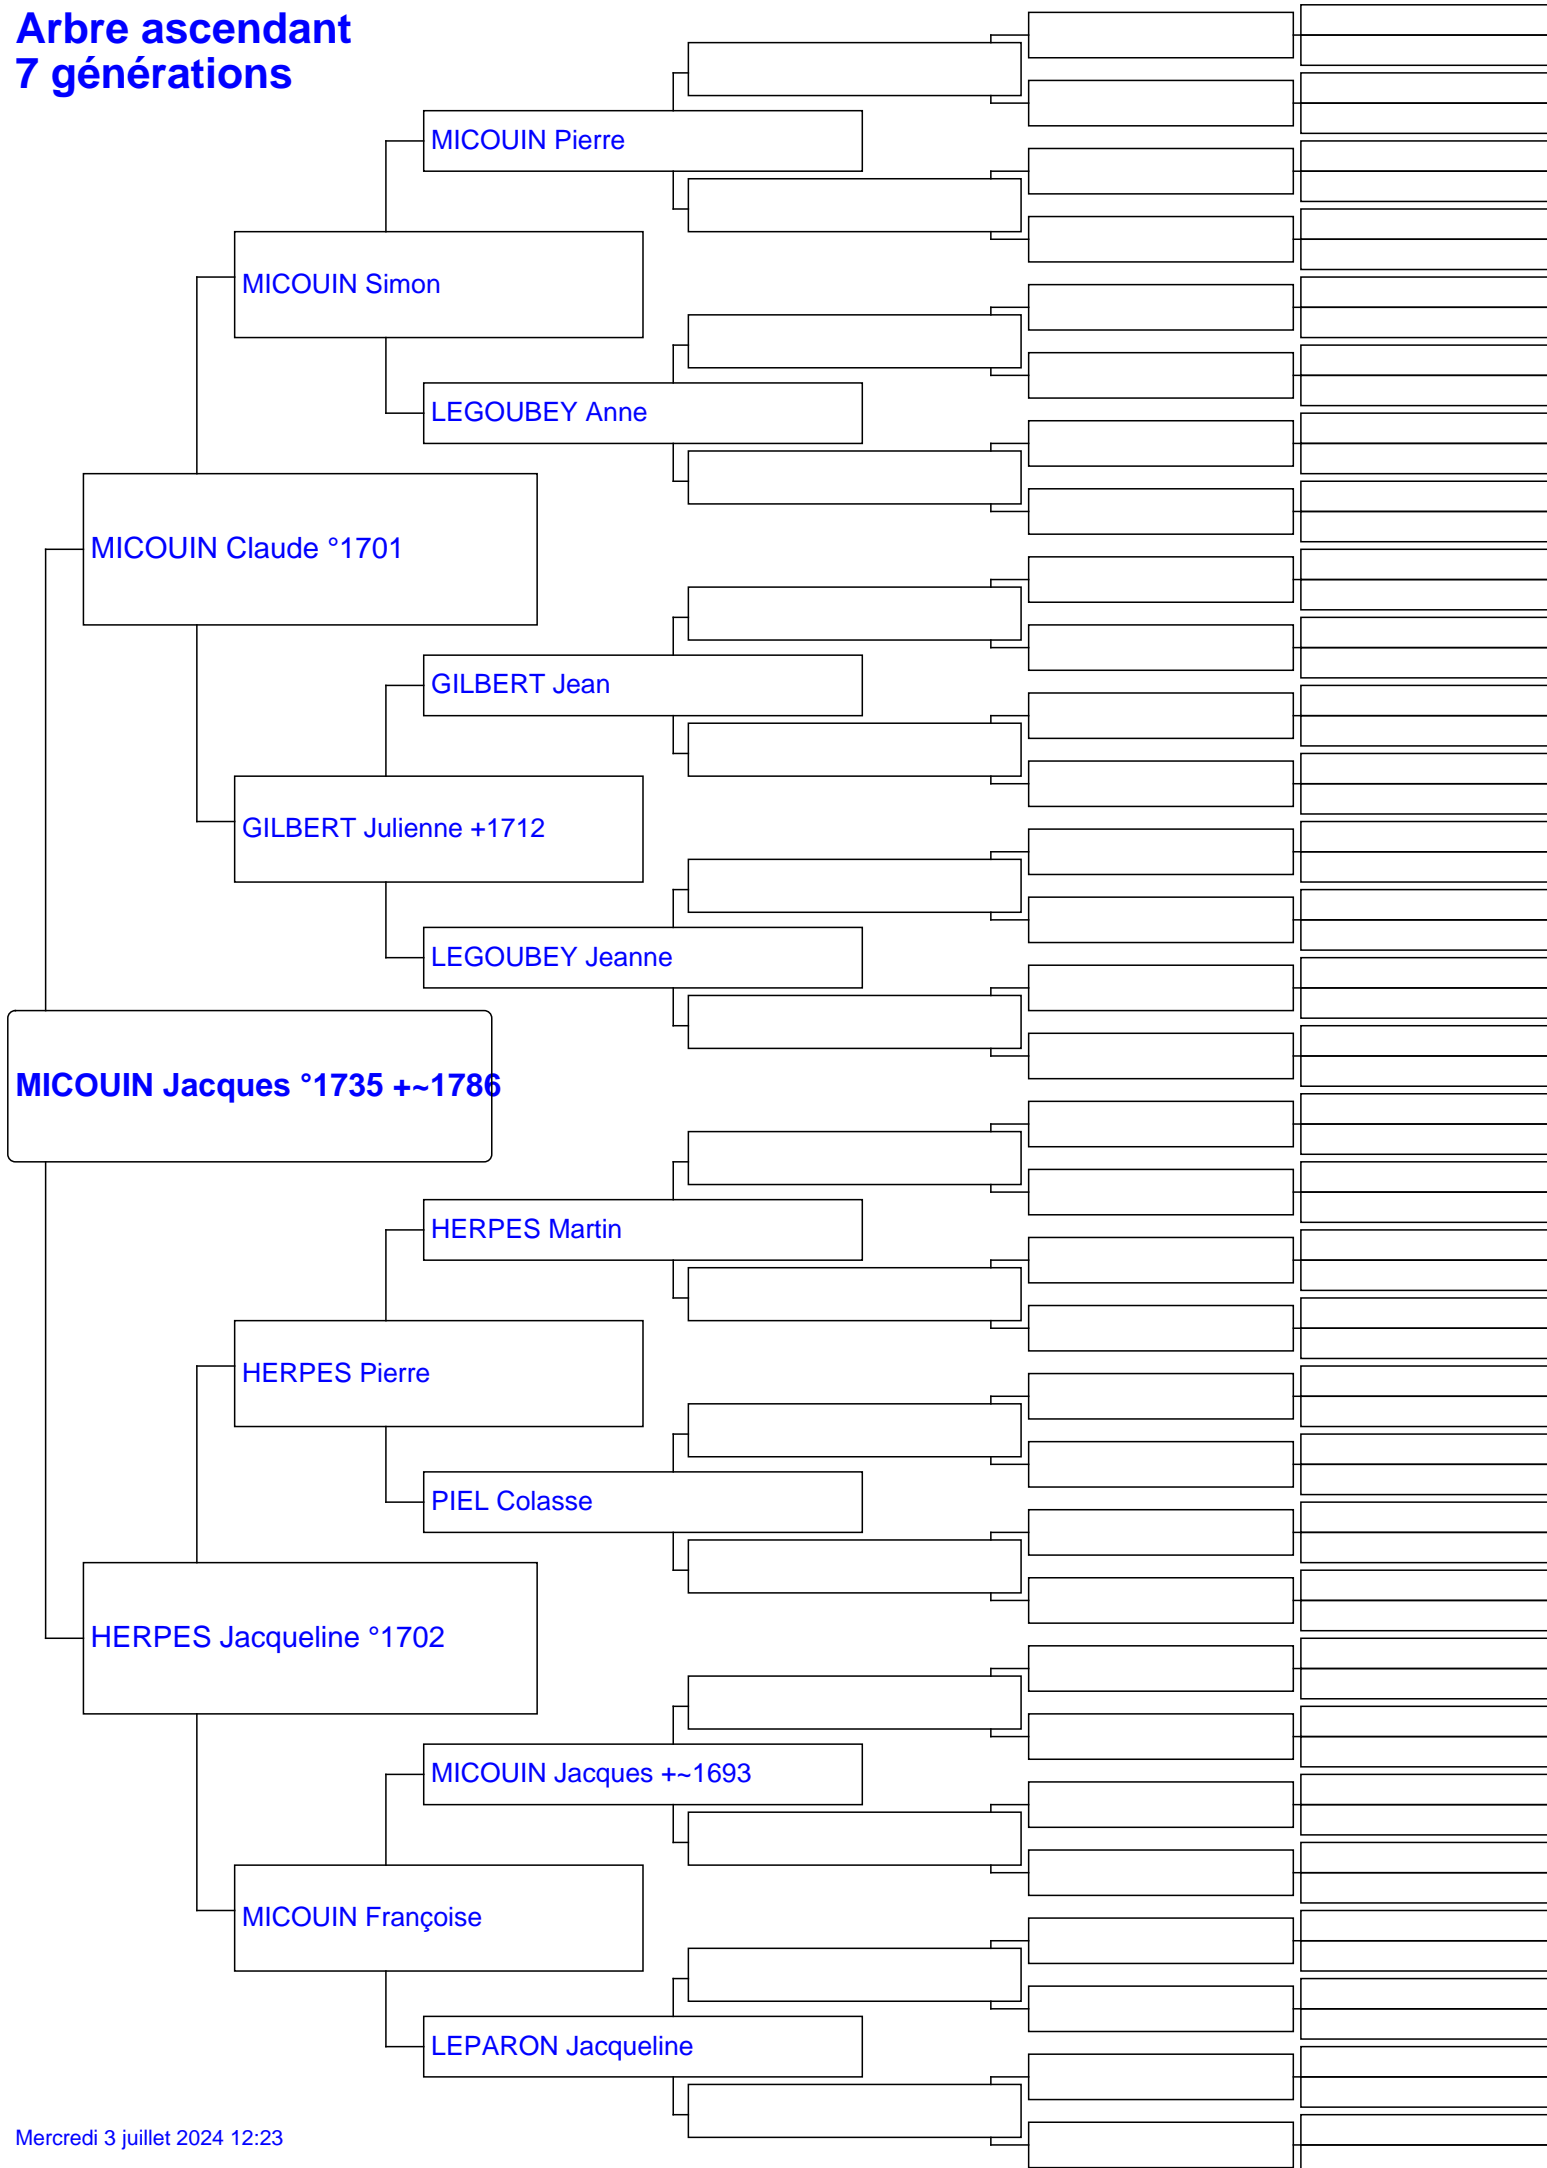 Arbre ascendant
7 générations
MICOUIN Pierre
MICOUIN Simon
LEGOUBEY Anne
MICOUIN Claude °1701
GILBERT Jean
GILBERT Julienne +1712
LEGOUBEY Jeanne
MICOUIN Jacques °1735 +~1786
HERPES Martin
HERPES Pierre
PIEL Colasse
HERPES Jacqueline °1702
MICOUIN Jacques +~1693
MICOUIN Françoise
LEPARON Jacqueline
Mercredi 3 juillet 2024 12:23